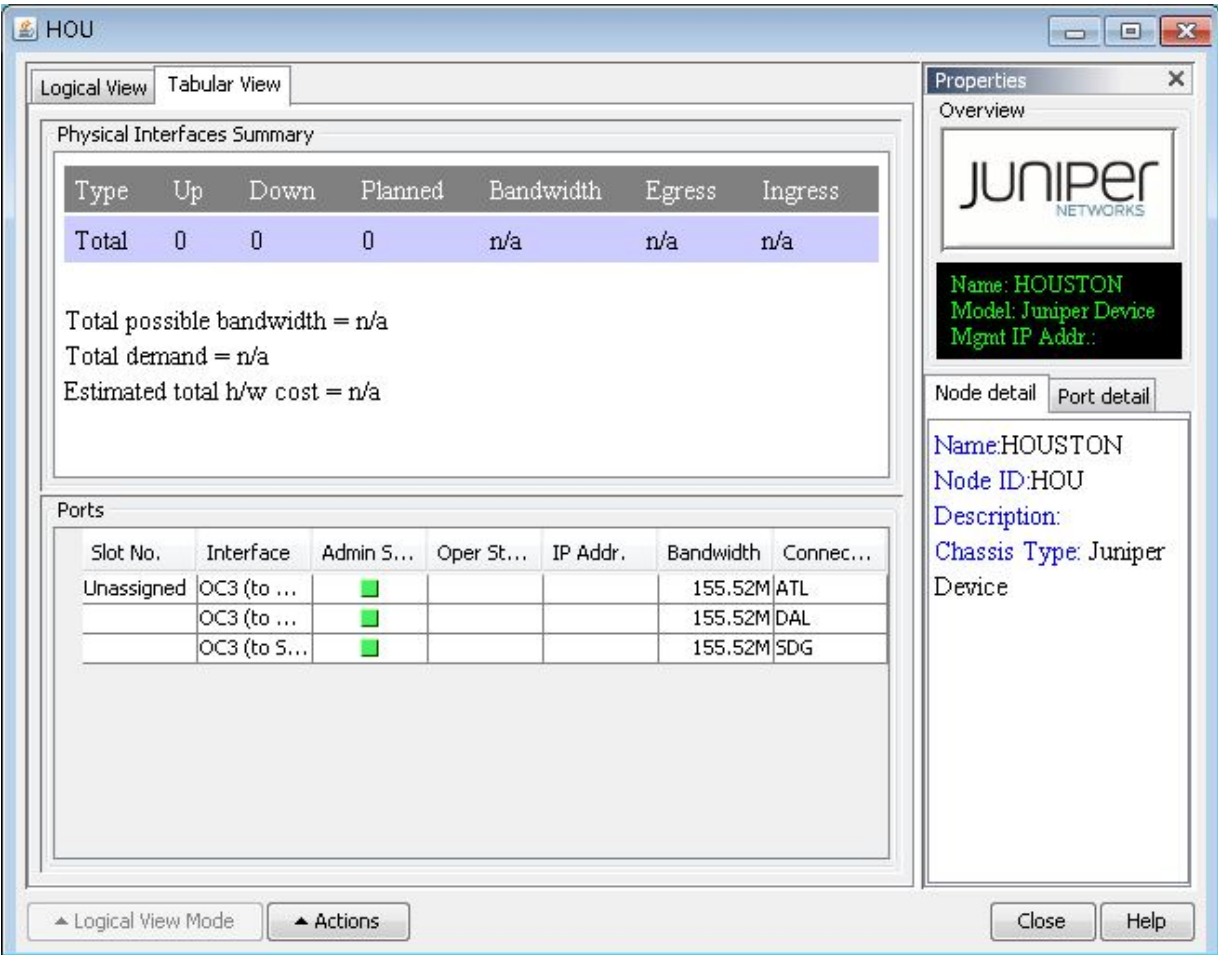 HOU
Logical View Tabular View
Physical Interfaces Summary
Type Up Down Planned Bandwidth Egress Ingress
Total 0 0 0 n/a n/a n/a
Total possible bandwidth = n/a
Total demand = n/a
Estimated total h/w cost = n/a
Ports
Slot No. Interface Admin S... Oper St... IP Addr. Bandwidth Connec...
Unassigned OC3 (to ... 155.52M ATL
OC3 (to ... 155.52M DAL
OC3 (to S... 155.52M SDG
Properties
Overview
JUNIPER
NETWORKS
Name: HOUSTON
Model: Juniper Device
Mgmt IP Addr.:
Node detail Port detail
Name:HOUSTON
Node ID:HOU
Description:
Chassis Type: Juniper
Device
Logical View Mode Actions Close Help